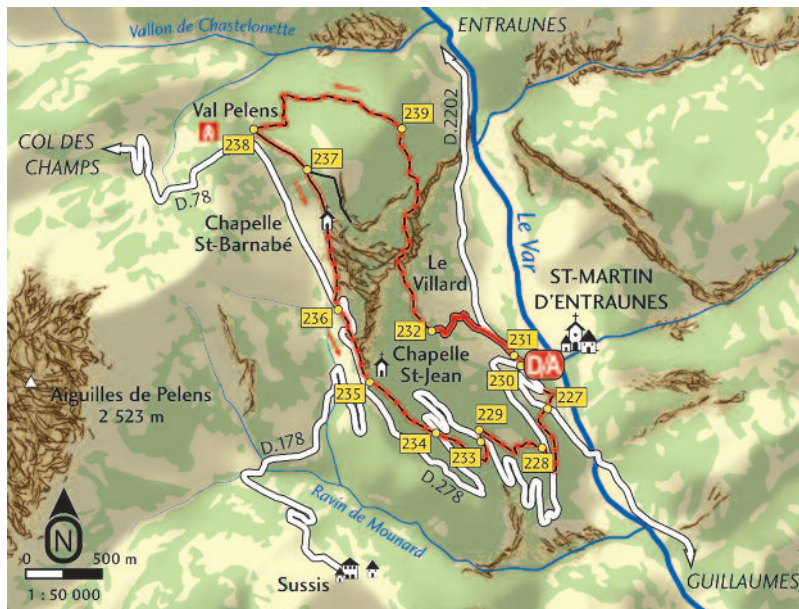 ENTRAUNES
Vallon de Chastelonette
Val Pelens
239
D.2202
COL DES
CHAMPS
238
237
D.78
Chapelle
St-Barnabé
Le Var
Le
Villard
ST-MARTIN
D'ENTRAUNES
236
232
231
D/A
Chapelle
St-Jean
230
235
227
Aiguilles de Pelens
2 523 m
229
234
233
228
D.178
D.278
Ravin de Mounard
N
0 500 m
1 : 50 000
Sussis
GUILLAUMES